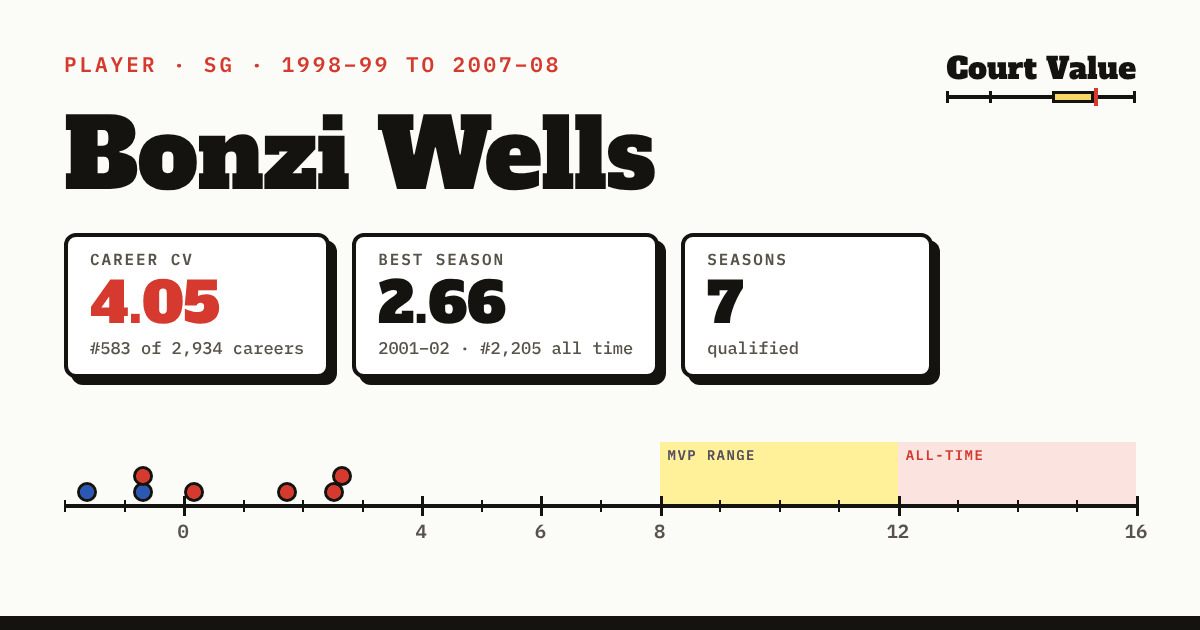 PLAYER · SG · 1998–99 TO 2007–08
Court Value
Bonzi Wells
CAREER CV
4.05
#583 of 2,934 careers
BEST SEASON
2.66
2001–02 · #2,205 all time
SEASONS
7
qualified
MVP RANGE
ALL-TIME
0 4 6 8 12 16